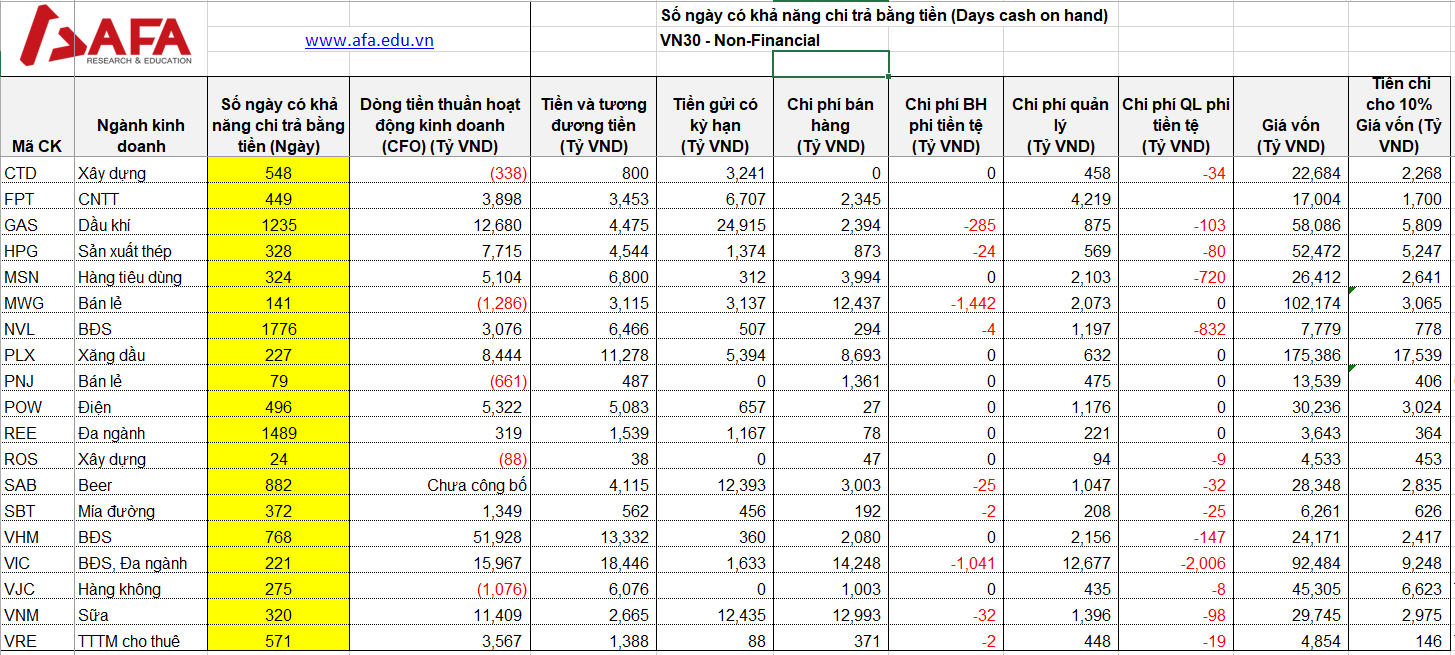 AFA
RESEARCH & EDUCATION
www.afa.edu.vn
Số ngày có khả năng chi trả bằng tiền (Days cash on hand)
VN30 - Non-Financial
Mã CK
Ngành kinh
doanh
Số ngày có khả
năng chi trả bằng
tiền (Ngày)
Dòng tiền thuần hoạt
động kinh doanh
(CFO) (Tỷ VND)
Tiền và tương
đương tiền
(Tỷ VND)
Tiền gửi có
kỳ hạn
(Tỷ VND)
Chi phí bán
hàng
(Tỷ VND)
Chi phí BH
phi tiền tệ
(Tỷ VND)
Chi phí quản
lý
(Tỷ VND)
Chi phí QL phi
tiền tệ
(Tỷ VND)
Giá vốn
(Tỷ VND)
Tiền chi
cho 10%
Giá vốn (Tỷ
VND)
CTD Xây dựng 548 (338) 800 3,241 0 0 458 -34 22,684 2,268
FPT CNTT 449 3,898 3,453 6,707 2,345 4,219 17,004 1,700
GAS Dầu khí 1235 12,680 4,475 24,915 2,394 -285 875 -103 58,086 5,809
HPG Sản xuất thép 328 7,715 4,544 1,374 873 -24 569 -80 52,472 5,247
MSN Hàng tiêu dùng 324 5,104 6,800 312 3,994 0 2,103 -720 26,412 2,641
MWG Bán lẻ 141 (1,286) 3,115 3,137 12,437 -1,442 2,073 0 102,174 3,065
NVL BĐS 1776 3,076 6,466 507 294 -4 1,197 -832 7,779 778
PLX Xăng dầu 227 8,444 11,278 5,394 8,693 0 632 0 175,386 17,539
PNJ Bán lẻ 79 (661) 487 0 1,361 0 475 0 13,539 406
POW Điện 496 5,322 5,083 657 27 0 1,176 0 30,236 3,024
REE Đa ngành 1489 319 1,539 1,167 78 0 221 0 3,643 364
ROS Xây dựng 24 (88) 38 0 47 0 94 -9 4,533 453
SAB Beer 882 Chưa công bố 4,115 12,393 3,003 -25 1,047 -32 28,348 2,835
SBT Mía đường 372 1,349 562 456 192 -2 208 -25 6,261 626
VHM BĐS 768 51,928 13,332 360 2,080 0 2,156 -147 24,171 2,417
VIC BĐS, Đa ngành 221 15,967 18,446 1,633 14,248 -1,041 12,677 -2,006 92,484 9,248
VJC Hàng không 275 (1,076) 6,076 0 1,003 0 435 -8 45,305 6,623
VNM Sữa 320 11,409 2,665 12,435 12,993 -32 1,396 -98 29,745 2,975
VRE TTTM cho thuê 571 3,567 1,388 88 371 -2 448 -19 4,854 146